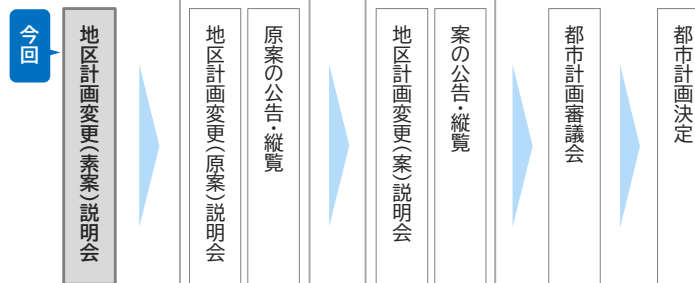 今回
地区計画変更（素案）説明会
地区計画変更（原案）説明会
原案の公告・縦覧
地区計画変更（案）説明会
案の公告・縦覧
都市計画審議会
都市計画決定